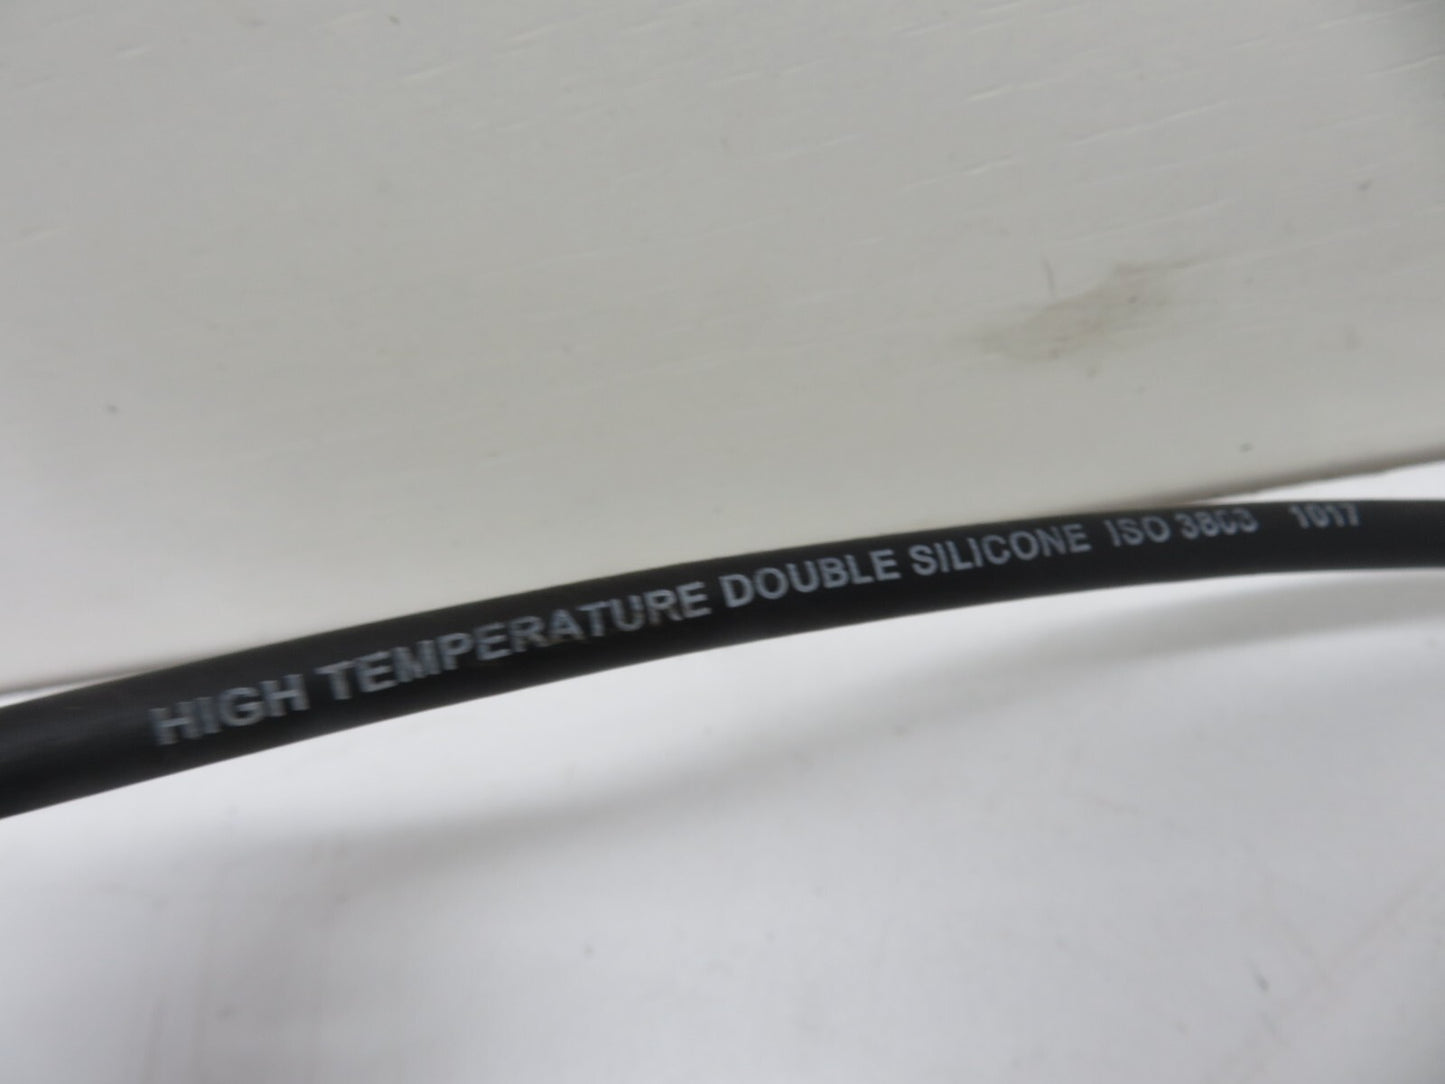 HIGH TEMPERATURE DOUBLE SILICONE ISO 3803 1017